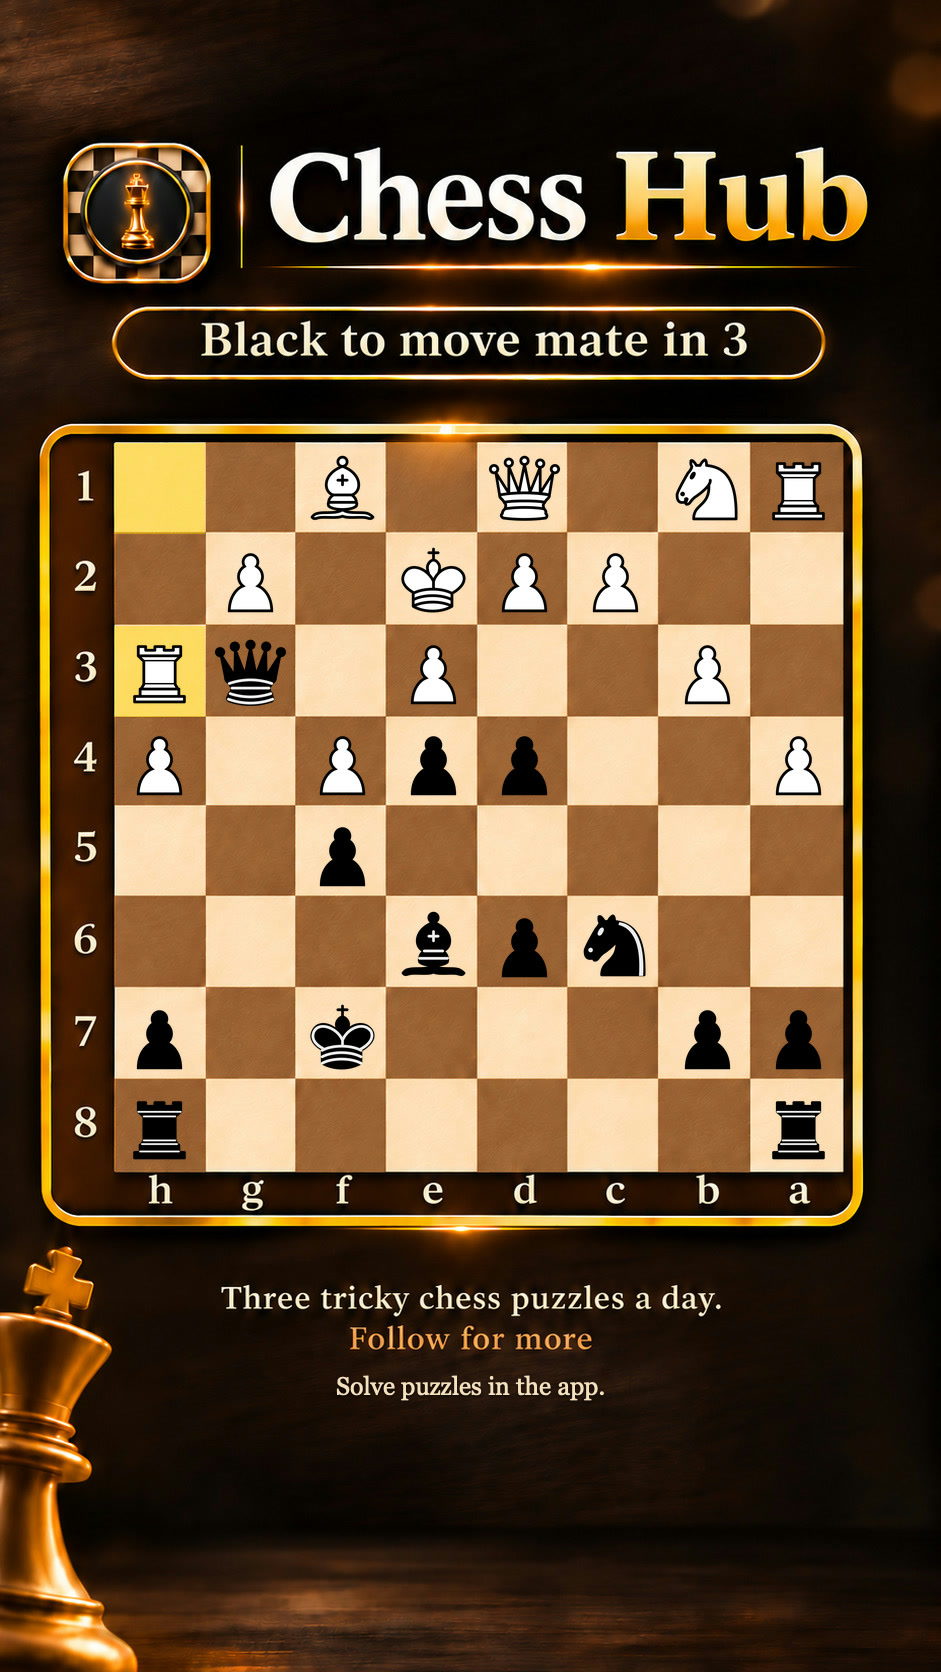 Chess Hub
Black to move mate in 3
1
2
3
4
5
6
7
8
h g f e d c b a
Three tricky chess puzzles a day.
Follow for more
Solve puzzles in the app.